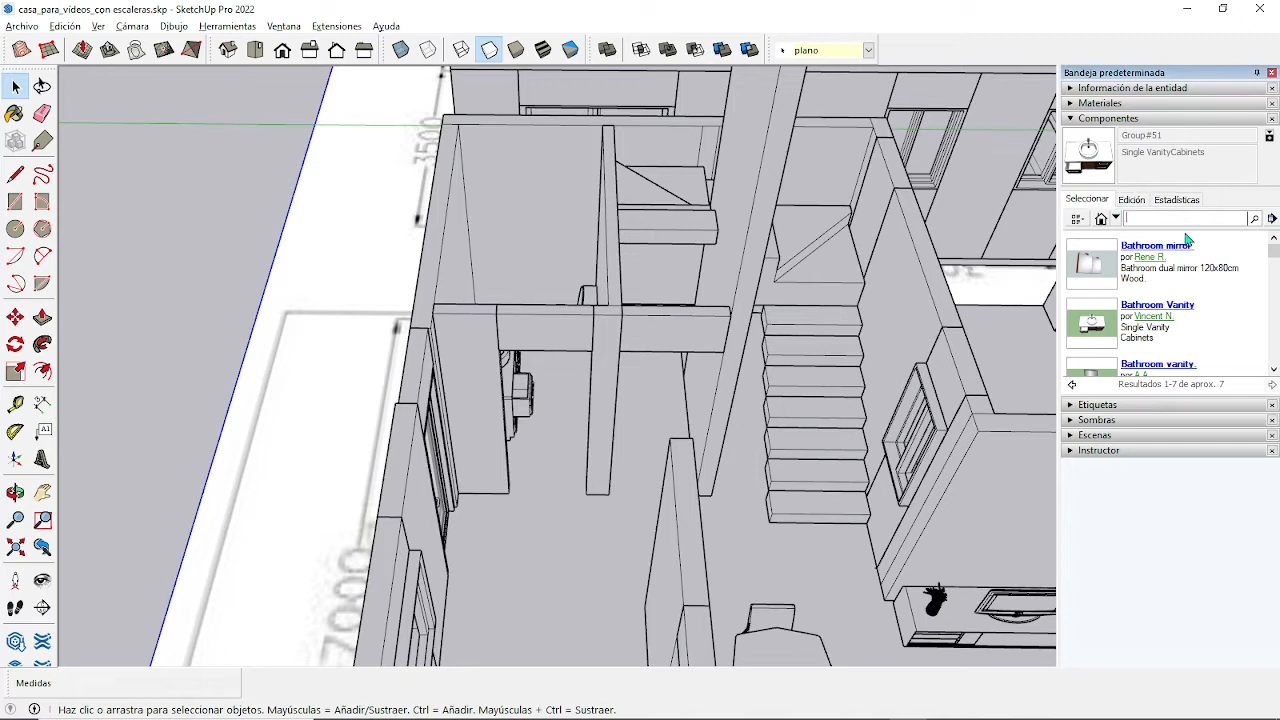 casa_para_vídeos_con escaleras.skp - SketchUp Pro 2022
Archivo Edición Ver Cámara Dibujo Herramientas Ventana Extensiones Ayuda
plano
Bandeja predeterminada
Información de la entidad
Materiales
Componentes
Group#51
Single VanityCabinets
Seleccionar Edición Estadísticas
Bathroom mirror.
por Rene R.
Bathroom dual mirror 120x80cm
Wood.
Bathroom Vanity
por Vincent N.
Single Vanity
Cabinets
Bathroom vanity.
por A.A.
Resultados 1-7 de aprox. 7
Etiquetas
Sombras
Escenas
Instructor
3500
7000
A1
Medidas
Haz clic o arrastra para seleccionar objetos. Mayúsculas = Añadir/Sustraer. Ctrl = Añadir. Mayúsculas + Ctrl = Sustraer.